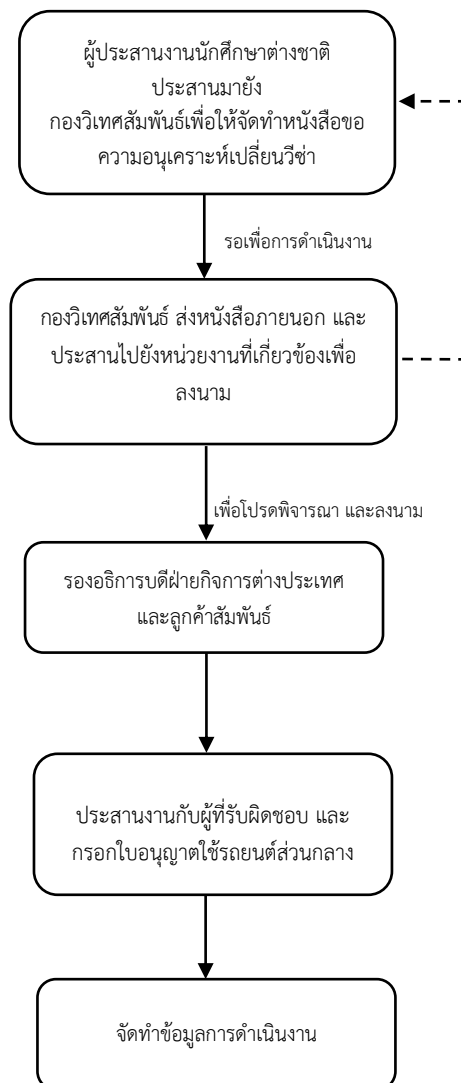 ผู้ประสานงานนักศึกษาต่างชาติ
ประสานมายัง
กองวิเทศสัมพันธ์เพื่อให้จัดทำหนังสือขอ
ความอนุเคราะห์เปลี่ยนวีซ่า
รอเพื่อการดำเนินงาน
กองวิเทศสัมพันธ์ ส่งหนังสือภายนอก และ
ประสานไปยังหน่วยงานที่เกี่ยวข้องเพื่อ
ลงนาม
เพื่อโปรดพิจารณา และลงนาม
รองอธิการบดีฝ่ายกิจการต่างประเทศ
และลูกค้าสัมพันธ์
ประสานงานกับผู้ที่รับผิดชอบ และ
กรอกใบอนุญาตใช้รถยนต์ส่วนกลาง
จัดทำข้อมูลการดำเนินงาน